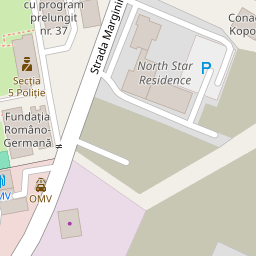 cu program
prelungit
nr. 37
Strada Margini
Conac
Kopo
North Star
Residence
P
Secția
5 Poliție
Fundația
Româno-
Germană
OMV
MV